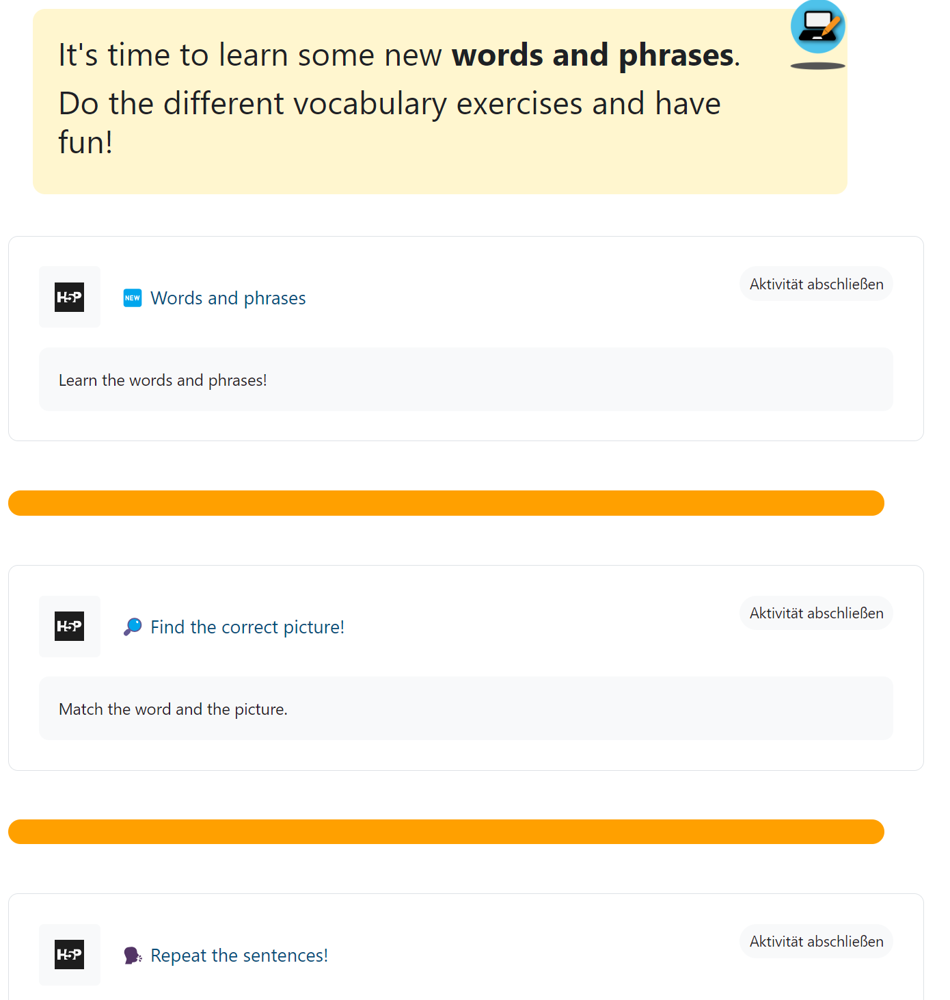 It's time to learn some new words and phrases.
Do the different vocabulary exercises and have
fun!
H5P
NEW Words and phrases
Aktivität abschließen
Learn the words and phrases!
H5P
Find the correct picture!
Aktivität abschließen
Match the word and the picture.
H5P
Repeat the sentences!
Aktivität abschließen